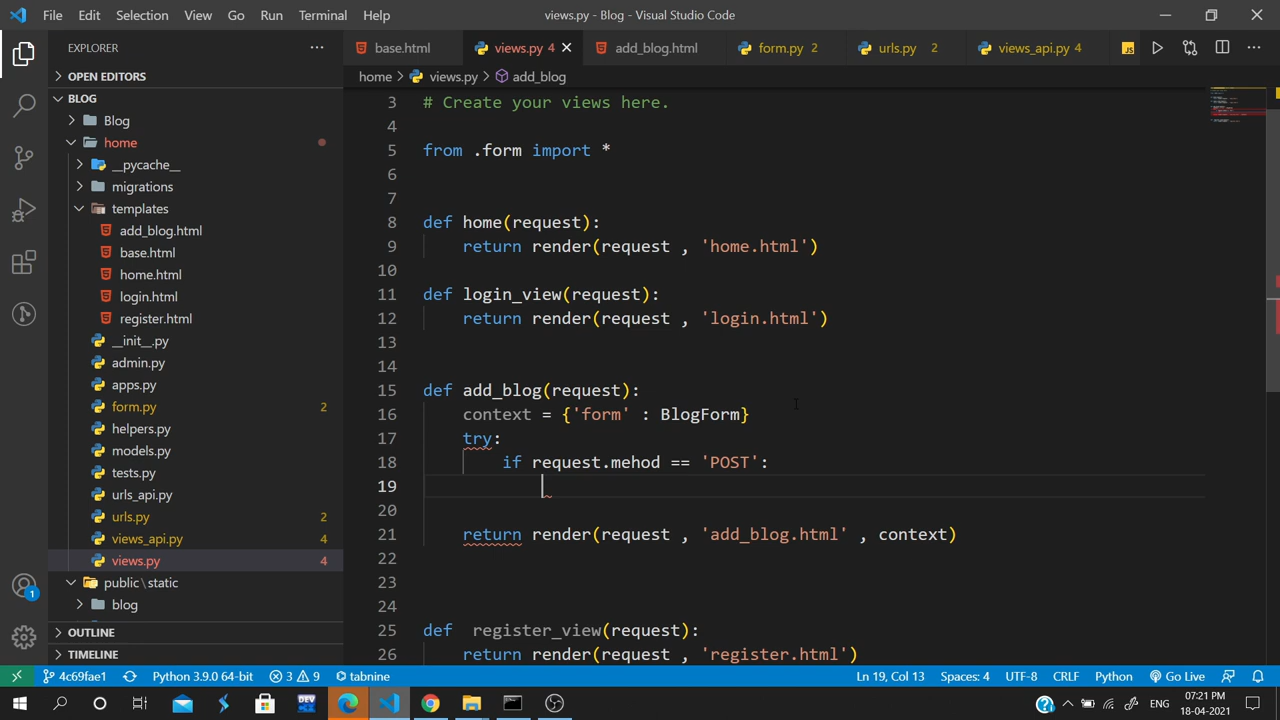 File Edit Selection View Go Run Terminal Help views.py - Blog - Visual Studio Code
EXPLORER
OPEN EDITORS
BLOG
Blog
home
__pycache__
migrations
templates
add_blog.html
base.html
home.html
login.html
register.html
__init__.py
admin.py
apps.py
form.py 2
helpers.py
models.py
tests.py
urls_api.py
urls.py 2
views_api.py 4
views.py 4
public\static
blog
OUTLINE
TIMELINE
base.html views.py 4 add_blog.html form.py 2 urls.py 2 views_api.py 4 JS
home > views.py > add_blog
3 # Create your views here.
4
5 from .form import *
6
7
8 def home(request):
9 return render(request , 'home.html')
10
11 def login_view(request):
12 return render(request , 'login.html')
13
14
15 def add_blog(request):
16 context = {'form' : BlogForm}
17 try:
18 if request.mehod == 'POST':
19
20
21 return render(request , 'add_blog.html' , context)
22
23
24
25 def register_view(request):
26 return render(request , 'register.html')
1
4c69fae1 Python 3.9.0 64-bit 3 9 tabnine Ln 19, Col 13 Spaces: 4 UTF-8 CRLF Python Go Live
DEV ENG 07:21 PM
18-04-2021